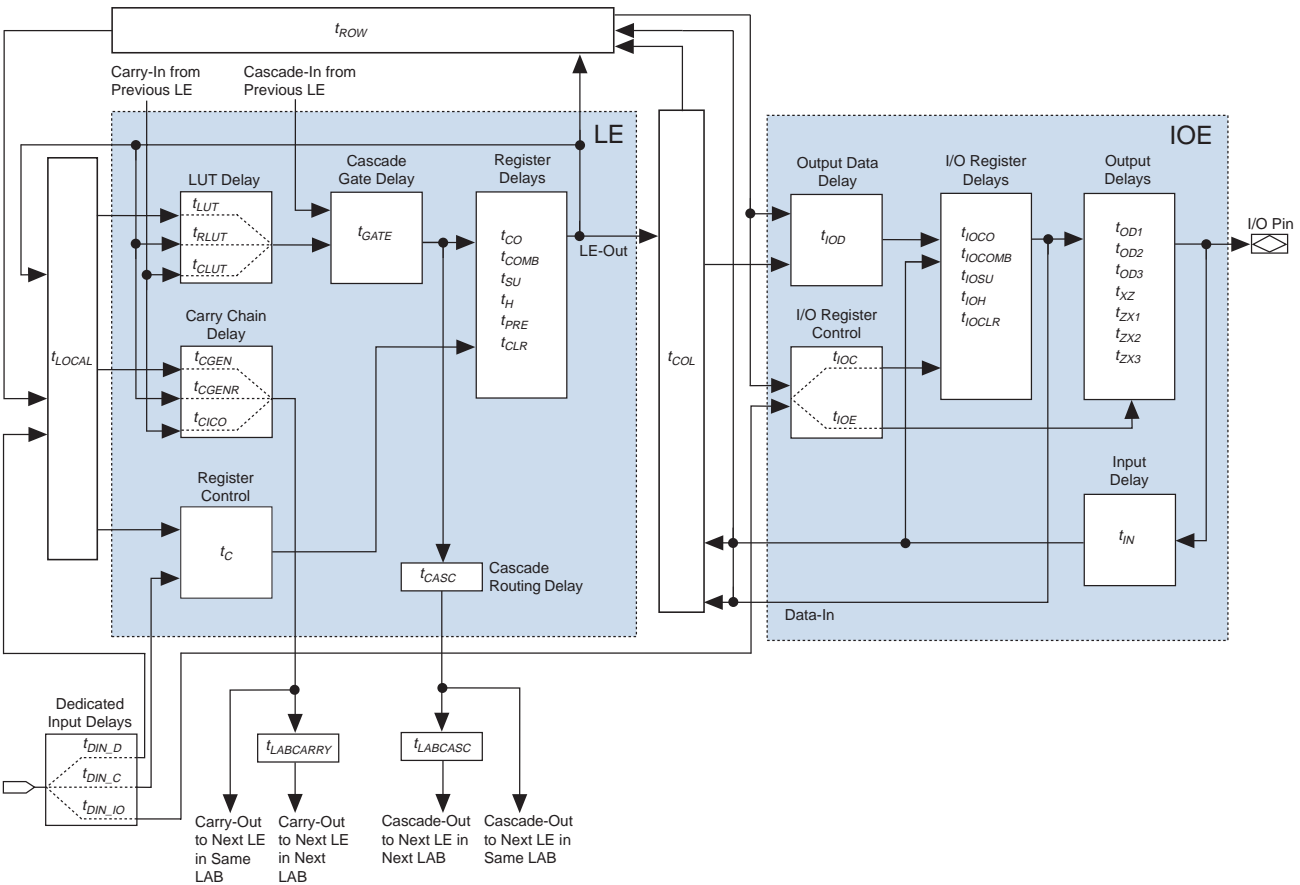 tROW
Carry-In from
Previous LE
Cascade-In from
Previous LE
LE
LUT Delay
tLUT
tRLUT
tCLUT
Cascade
Gate Delay
tGATE
Register
Delays
tCO
tCOMB
tSU
tH
tPRE
tCLR
LE-Out
tLOCAL
Carry Chain
Delay
tCGEN
tCGENR
tCICO
Register
Control
tC
tCASC
Cascade
Routing Delay
tCOL
IOE
Output Data
Delay
tIOD
I/O Register
Delays
tIOCO
tIOCOMB
tIOSU
tIOH
tIOCLR
Output
Delays
tOD1
tOD2
tOD3
tXZ
tZX1
tZX2
tZX3
I/O Pin
I/O Register
Control
tIOC
tIOE
Input
Delay
tIN
Data-In
Dedicated
Input Delays
tDIN_D
tDIN_C
tDIN_IO
tLABCARRY
tLABCASC
Carry-Out
to Next LE
in Same
LAB
Carry-Out
to Next LE
in Next
LAB
Cascade-Out
to Next LE in
Next LAB
Cascade-Out
to Next LE in
Same LAB